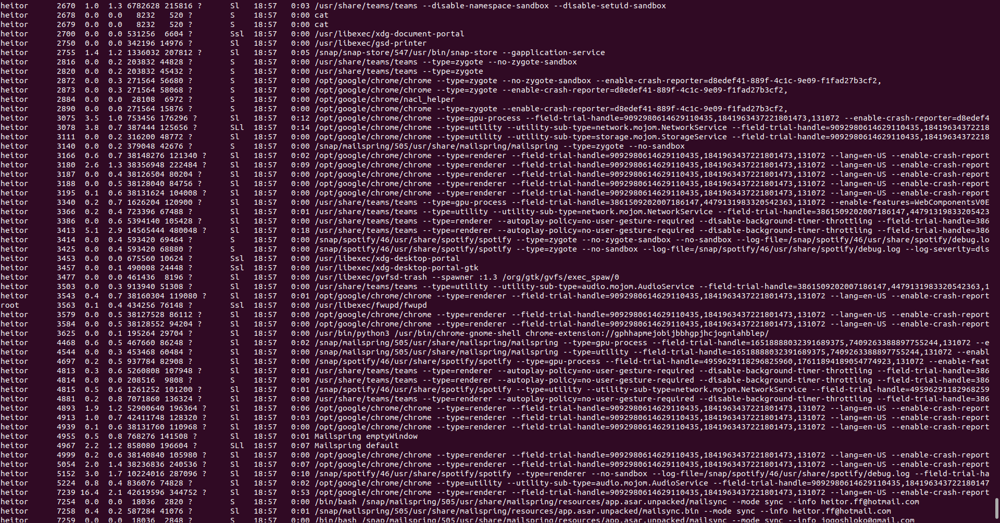 heitor 2670 1.0 1.3 6782628 215816 ? Sl 18:57 0:03 /usr/share/teams/teams --disable-namespace-sandbox --disable-setuid-sandbox
heitor 2678 0.0 0.0 8232 520 ? S 18:57 0:00 cat
heitor 2679 0.0 0.0 8232 520 ? S 18:57 0:00 cat
heitor 2700 0.0 0.0 531256 6604 ? Ssl 18:57 0:00 /usr/libexec/xdg-document-portal
heitor 2750 0.0 0.0 342196 14976 ? Sl 18:57 0:00 /usr/libexec/gsd-printer
heitor 2755 1.4 1.2 1336032 207812 ? Sl 18:57 0:05 /snap/snap-store/547/usr/bin/snap-store --gapplication-service
heitor 2816 0.0 0.2 203832 44828 ? S 18:57 0:00 /usr/share/teams/teams --type=zygote --no-zygote-sandbox
heitor 2820 0.0 0.2 203832 45432 ? S 18:57 0:00 /usr/share/teams/teams --type=zygote
heitor 2872 0.0 0.3 271564 56680 ? S 18:57 0:00 /opt/google/chrome/chrome --type=zygote --no-zygote-sandbox --enable-crash-reporter=d8edef41-889f-4c1c-9e09-f1fad27b3cf2,
heitor 2873 0.0 0.3 271564 58068 ? S 18:57 0:00 /opt/google/chrome/chrome --type=zygote --enable-crash-reporter=d8edef41-889f-4c1c-9e09-f1fad27b3cf2,
heitor 2884 0.0 0.0 28108 6972 ? S 18:57 0:00 /opt/google/chrome/nacl_helper
heitor 2890 0.0 0.0 271564 15876 ? S 18:57 0:00 /opt/google/chrome/chrome --type=zygote --enable-crash-reporter=d8edef41-889f-4c1c-9e09-f1fad27b3cf2,
heitor 3075 3.5 1.0 753456 176296 ? Sl 18:57 0:12 /opt/google/chrome/chrome --type=gpu-process --field-trial-handle=9092980614629110435,1841963437221801473,131072 --enable-crash-reporter=d8edef4
heitor 3078 3.8 0.7 387444 125656 ? SLl 18:57 0:14 /opt/google/chrome/chrome --type=utility --utility-sub-type=network.mojom.NetworkService --field-trial-handle=9092980614629110435,18419634372218
heitor 3111 0.0 0.2 316200 48772 ? Sl 18:57 0:00 /opt/google/chrome/chrome --type=utility --utility-sub-type=storage.mojom.StorageService --field-trial-handle=9092980614629110435,18419634372218
heitor 3140 0.0 0.2 379048 42676 ? S 18:57 0:00 /snap/mailspring/505/usr/share/mailspring/mailspring --type=zygote --no-sandbox
heitor 3166 0.6 0.7 38148276 121340 ? Sl 18:57 0:02 /opt/google/chrome/chrome --type=renderer --field-trial-handle=9092980614629110435,1841963437221801473,131072 --lang=en-US --enable-crash-report
heitor 3180 2.6 1.3 38356948 222484 ? Sl 18:57 0:09 /opt/google/chrome/chrome --type=renderer --field-trial-handle=9092980614629110435,1841963437221801473,131072 --lang=en-US --enable-crash-report
heitor 3187 0.0 0.4 38126504 80204 ? Sl 18:57 0:00 /opt/google/chrome/chrome --type=renderer --field-trial-handle=9092980614629110435,1841963437221801473,131072 --lang=en-US --enable-crash-report
heitor 3188 0.0 0.5 38128040 84756 ? Sl 18:57 0:00 /opt/google/chrome/chrome --type=renderer --field-trial-handle=9092980614629110435,1841963437221801473,131072 --lang=en-US --enable-crash-report
heitor 3195 0.1 0.6 38131624 104008 ? Sl 18:57 0:00 /opt/google/chrome/chrome --type=renderer --field-trial-handle=9092980614629110435,1841963437221801473,131072 --lang=en-US --enable-crash-report
heitor 3340 0.2 0.7 1626204 120900 ? Sl 18:57 0:00 /usr/share/teams/teams --type=gpu-process --field-trial-handle=3861509202007186147,4479131983320542363,131072 --enable-features=WebComponentsV0E
heitor 3366 0.2 0.4 723396 67488 ? Sl 18:57 0:01 /usr/share/teams/teams --type=utility --utility-sub-type=network.mojom.NetworkService --field-trial-handle=3861509202007186147,44791319833205423
heitor 3386 0.0 0.6 5394140 105428 ? Sl 18:57 0:00 /usr/share/teams/teams --type=renderer --autoplay-policy=no-user-gesture-required --disable-background-timer-throttling --field-trial-handle=386
heitor 3413 5.1 2.9 14565444 480048 ? Sl 18:57 0:18 /usr/share/teams/teams --type=renderer --autoplay-policy=no-user-gesture-required --disable-background-timer-throttling --field-trial-handle=386
heitor 3414 0.0 0.4 593420 69464 ? S 18:57 0:00 /snap/spotify/46/usr/share/spotify/spotify --type=zygote --no-zygote-sandbox --no-sandbox --log-file=/snap/spotify/46/usr/share/spotify/debug.lo
heitor 3425 0.0 0.4 593420 68880 ? S 18:57 0:00 /snap/spotify/46/usr/share/spotify/spotify --type=zygote --no-sandbox --log-file=/snap/spotify/46/usr/share/spotify/debug.log --log-severity=dis
heitor 3453 0.0 0.0 675560 10624 ? Ssl 18:57 0:00 /usr/libexec/xdg-desktop-portal
heitor 3457 0.0 0.1 490008 24448 ? Ssl 18:57 0:00 /usr/libexec/xdg-desktop-portal-gtk
heitor 3477 0.0 0.0 461436 8196 ? Sl 18:57 0:00 /usr/libexec/gvfsd-trash --spawner :1.3 /org/gtk/gvfs/exec_spaw/0
heitor 3503 0.0 0.3 913940 51308 ? Sl 18:57 0:00 /usr/share/teams/teams --type=utility --utility-sub-type=audio.mojom.AudioService --field-trial-handle=3861509202007186147,4479131983320542363,1
heitor 3543 0.4 0.7 38160304 119080 ? Sl 18:57 0:01 /opt/google/chrome/chrome --type=renderer --field-trial-handle=9092980614629110435,1841963437221801473,131072 --lang=en-US --enable-crash-report
root 3563 0.1 0.4 434256 76148 ? Ssl 18:57 0:00 /usr/libexec/fwupd/fwupd
heitor 3579 0.0 0.5 38127528 86112 ? Sl 18:57 0:00 /opt/google/chrome/chrome --type=renderer --field-trial-handle=9092980614629110435,1841963437221801473,131072 --lang=en-US --enable-crash-report
heitor 3584 0.0 0.5 38128552 94204 ? Sl 18:57 0:00 /opt/google/chrome/chrome --type=renderer --field-trial-handle=9092980614629110435,1841963437221801473,131072 --lang=en-US --enable-crash-report
heitor 3625 0.0 0.1 195264 29704 ? Sl 18:57 0:00 /usr/bin/python3 /usr/bin/chrome-gnome-shell chrome-extension://gphhapmejobijbbhgpjhcjognlahblep/
heitor 4468 0.6 0.5 467660 86248 ? Sl 18:57 0:02 /snap/mailspring/505/usr/share/mailspring/mailspring --type=gpu-process --field-trial-handle=16518888032391689375,7409263388897755244,131072 --e
heitor 4544 0.0 0.3 453468 60484 ? Sl 18:57 0:00 /snap/mailspring/505/usr/share/mailspring/mailspring --type=utility --field-trial-handle=16518888032391689375,7409263388897755244,131072 --enabl
heitor 4697 0.2 0.5 937784 82908 ? Sl 18:57 0:00 /snap/spotify/46/usr/share/spotify/spotify --type=gpu-process --field-trial-handle=4959629118296825960,17611894189054774923,131072 --enable-feat
heitor 4813 0.3 0.6 5260808 107948 ? Sl 18:57 0:01 /usr/share/teams/teams --type=renderer --autoplay-policy=no-user-gesture-required --disable-background-timer-throttling --field-trial-handle=386
heitor 4814 0.0 0.0 208516 9808 ? S 18:57 0:00 /usr/share/teams/teams --type=renderer --autoplay-policy=no-user-gesture-required --disable-background-timer-throttling --field-trial-handle=386
heitor 4815 0.5 0.6 1261252 101200 ? Sl 18:57 0:01 /snap/spotify/46/usr/share/spotify/spotify --type=utility --utility-sub-type=network.mojom.NetworkService --field-trial-handle=49596291182968259
heitor 4881 0.2 0.8 7071860 136324 ? Sl 18:57 0:00 /usr/share/teams/teams --type=renderer --autoplay-policy=no-user-gesture-required --disable-background-timer-throttling --field-trial-handle=386
heitor 4893 1.9 1.2 52900640 196364 ? Sl 18:57 0:06 /opt/google/chrome/chrome --type=renderer --field-trial-handle=9092980614629110435,1841963437221801473,131072 --lang=en-US --enable-crash-report
heitor 4913 1.0 0.7 42411748 128320 ? Sl 18:57 0:03 /opt/google/chrome/chrome --type=renderer --field-trial-handle=9092980614629110435,1841963437221801473,131072 --lang=en-US --enable-crash-report
heitor 4939 0.1 0.6 38131760 110968 ? Sl 18:57 0:00 /opt/google/chrome/chrome --type=renderer --field-trial-handle=9092980614629110435,1841963437221801473,131072 --lang=en-US --enable-crash-report
heitor 4955 0.5 0.8 768276 141508 ? Sl 18:57 0:01 Mailspring emptyWindow
heitor 4967 2.2 1.2 858080 196604 ? SLl 18:57 0:07 Mailspring default
heitor 4999 0.2 0.6 38140840 105980 ? Sl 18:57 0:00 /opt/google/chrome/chrome --type=renderer --field-trial-handle=9092980614629110435,1841963437221801473,131072 --lang=en-US --enable-crash-report
heitor 5054 2.0 1.4 38236836 240536 ? Sl 18:57 0:07 /opt/google/chrome/chrome --type=renderer --field-trial-handle=9092980614629110435,1841963437221801473,131072 --lang=en-US --enable-crash-report
heitor 5152 3.0 1.7 10224016 287096 ? Sl 18:57 0:10 /snap/spotify/46/usr/share/spotify/spotify --type=renderer --no-sandbox --log-file=/snap/spotify/46/usr/share/spotify/debug.log --field-trial-ha
heitor 5224 0.8 0.4 836076 74828 ? Sl 18:57 0:02 /opt/google/chrome/chrome --type=utility --utility-sub-type=audio.mojom.AudioService --field-trial-handle=9092980614629110435,184196343722180147
heitor 7239 16.4 2.1 42619596 344752 ? Sl 18:57 0:53 /opt/google/chrome/chrome --type=renderer --field-trial-handle=9092980614629110435,1841963437221801473,131072 --lang=en-US --enable-crash-report
heitor 7254 0.0 0.0 18036 2820 ? S 18:57 0:00 /bin/bash /snap/mailspring/505/usr/share/mailspring/resources/app.asar.unpacked/mailsync --mode sync --info heitor.ff@hotmail.com
heitor 7258 0.4 0.2 587284 41076 ? Sl 18:57 0:01 /snap/mailspring/505/usr/share/mailspring/resources/app.asar.unpacked/mailsync.bin --mode sync --info heitor.ff@hotmail.com
heitor 7259 0.0 0.0 18036 2848 ? S 18:57 0:00 /bin/bash /snap/mailspring/505/usr/share/mailspring/resources/app.asar.unpacked/mailsync --mode sync --info jogoshloko@gmail.com